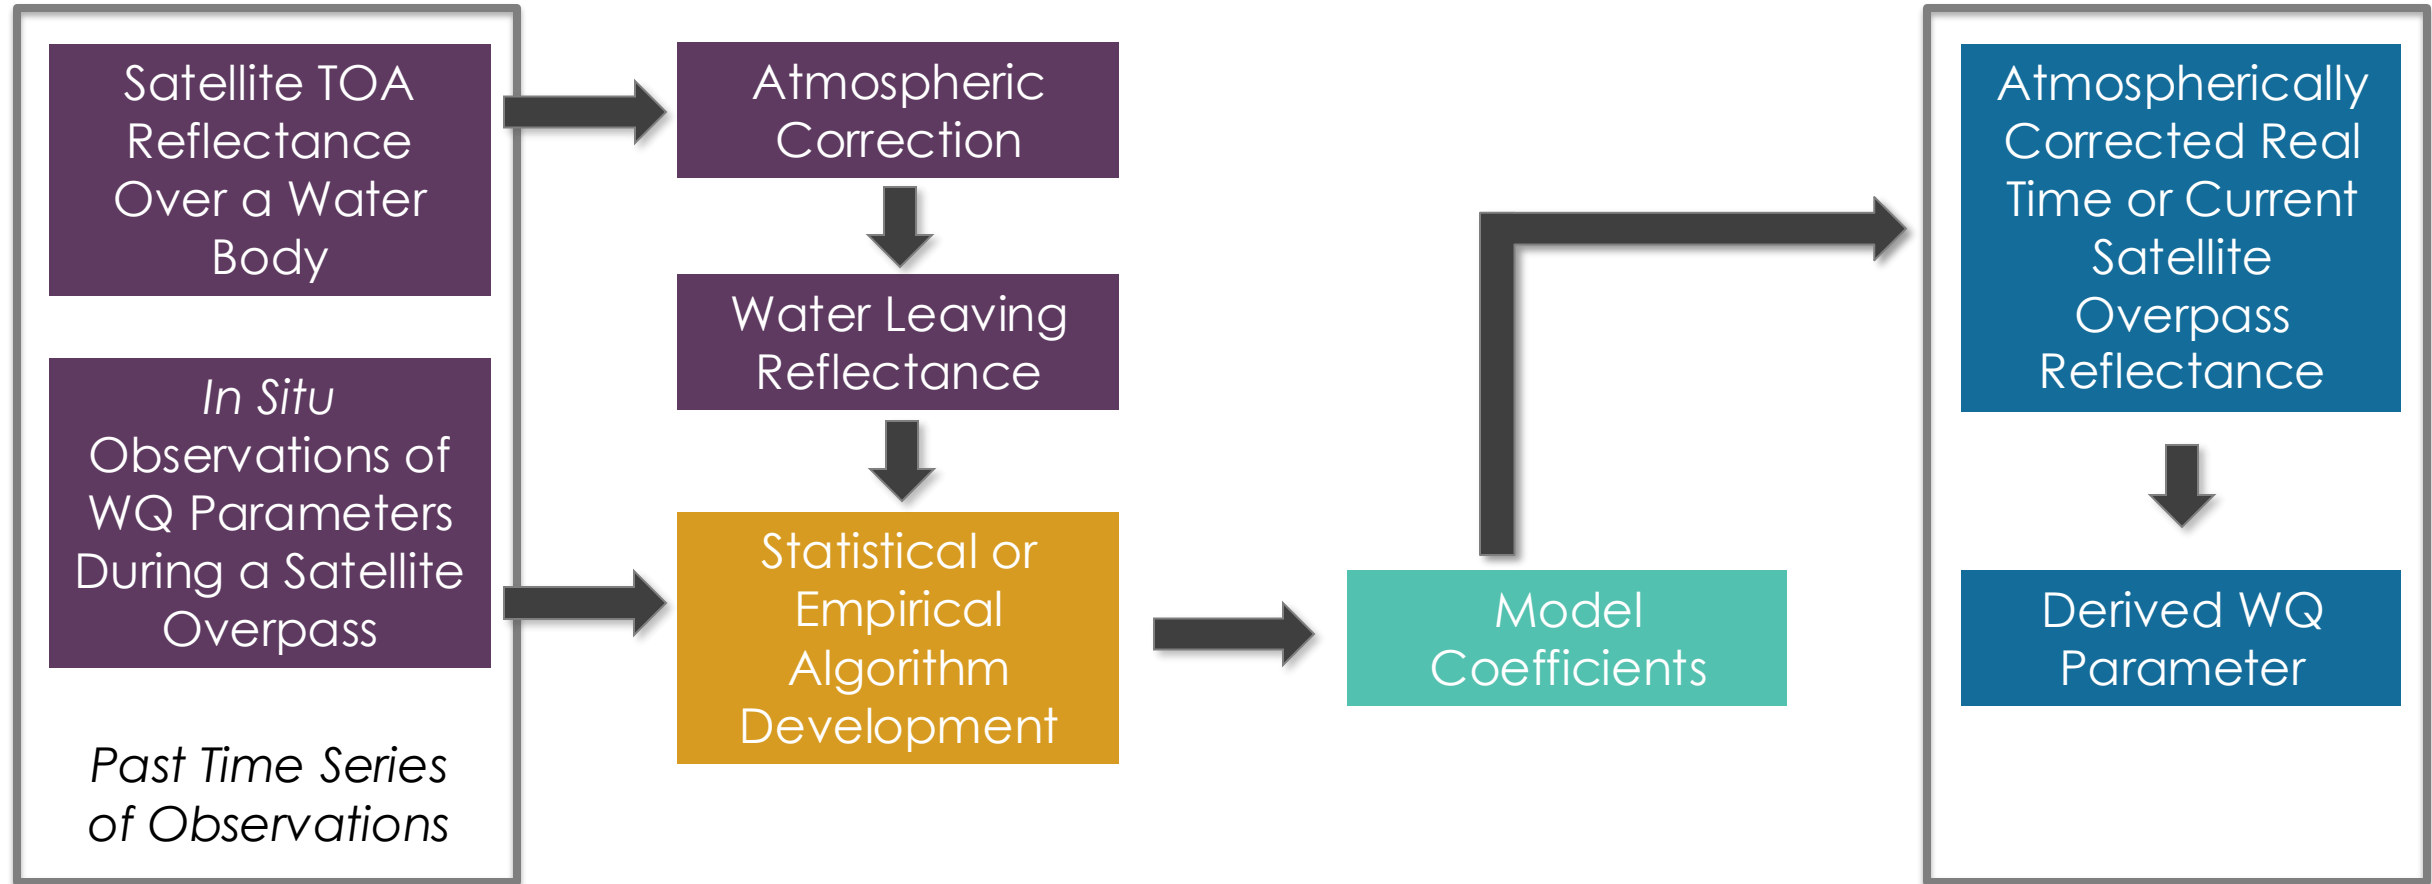 Satellite TOA
Reflectance
Over a Water
Body
In Situ
Observations of
WQ Parameters
During a Satellite
Overpass
Past Time Series
of Observations
Atmospheric
Correction
Water Leaving
Reflectance
Statistical or
Empirical
Algorithm
Development
Model
Coefficients
Atmospherically
Corrected Real
Time or Current
Satellite
Overpass
Reflectance
Derived WQ
Parameter